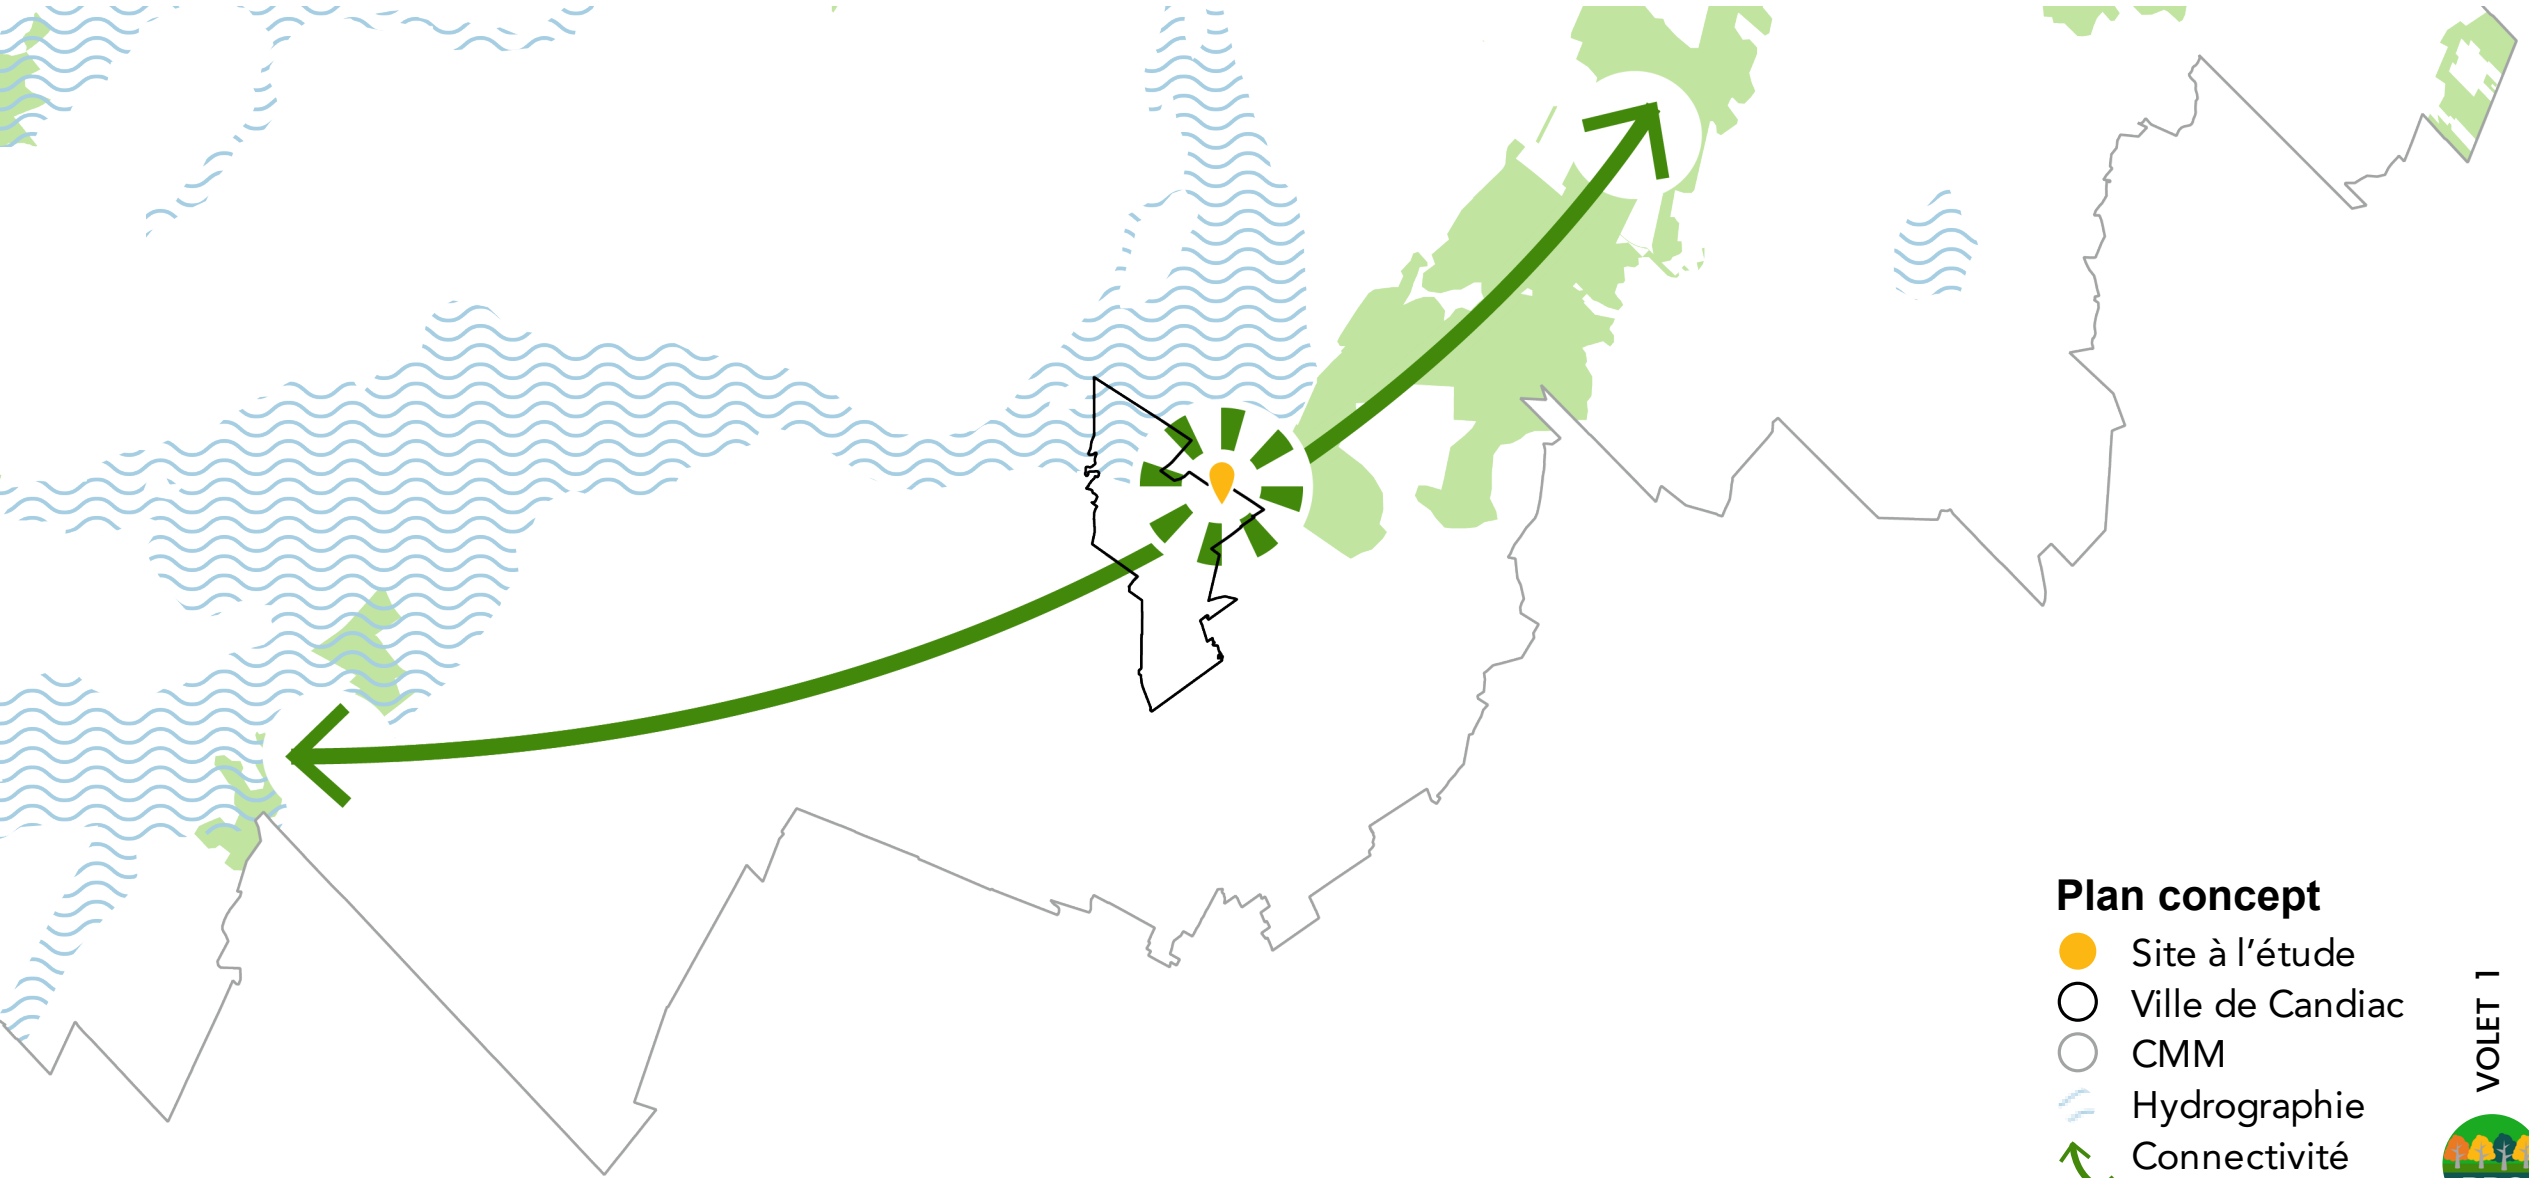 Plan concept
Site à l’étude
Ville de Candiac
CMM
Hydrographie
Connectivité
VOLET 1